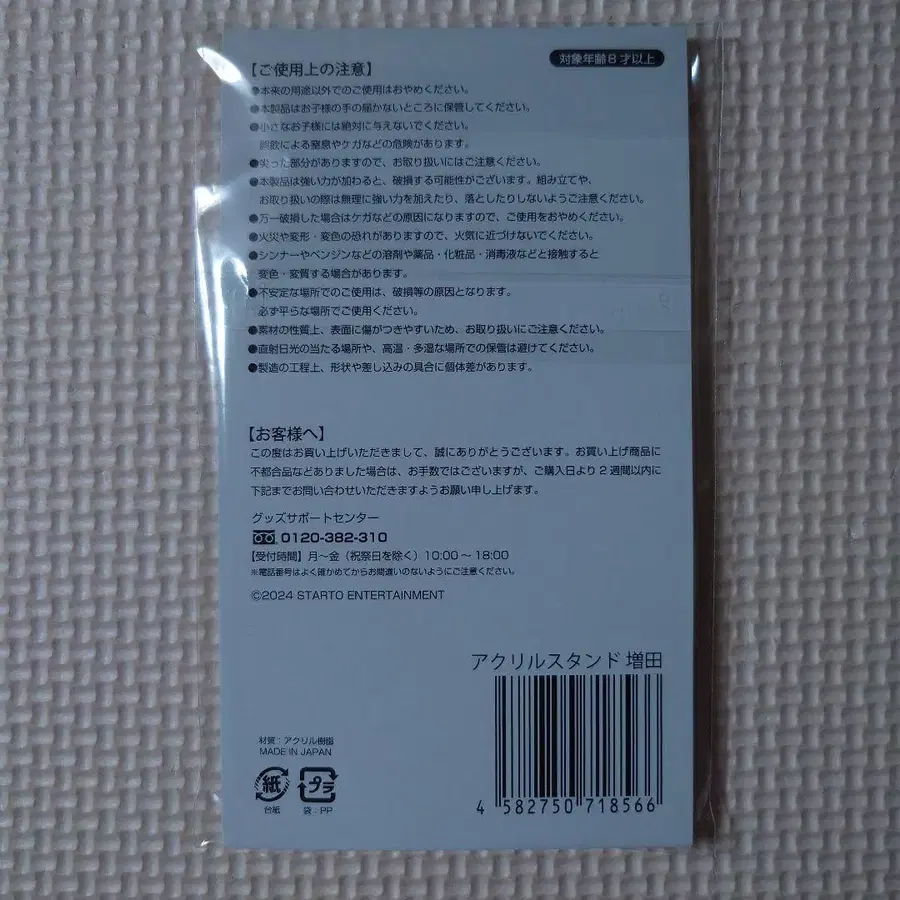 【ご使用上の注意】
対象年齢8才以上
●本来の用途以外でのご使用はおやめください。
●本製品はお子様の手の届かないところに保管してください。
●小さなお子様には絶対に与えないでください。
誤飲による窒息やケガなどの危険があります。
●尖った部分がありますので、お取り扱いにはご注意ください。
●本製品は強い力が加わると、破損する可能性がございます。組み立てや、
お取り扱いの際は無理に強い力を加えたり、落としたりしないようご注意ください。
●万一破損した場合はケガなどの原因になりますので、ご使用をおやめください。
●火災や変形・変色の恐れがありますので、火気に近づけないでください。
●シンナーやベンジンなどの溶剤や薬品・化粧品・消毒液などと接触すると
変色・変質する場合があります。
●不安定な場所でのご使用は、破損等の原因となります。
必ず平らな場所でご使用ください。
●素材の性質上、表面に傷がつきやすいため、お取り扱いにご注意ください。
●直射日光の当たる場所や、高温・多湿な場所での保管は避けてください。
●製造の工程上、形状や差し込みの具合に個体差があります。
【お客様へ】
この度はお買い上げいただきまして、誠にありがとうございます。お買い上げ商品に
不都合品などありました場合は、お手数ではございますが、ご購入日より2週間以内に
下記までお問い合わせいただきますようお願い申し上げます。
グッズサポートセンター
0120-382-310
【受付時間】月〜金（祝祭日を除く）10:00〜18:00
※電話番号はよく確かめてからお間違いのないようにご注意ください。
©2024 STARTO ENTERTAINMENT
アクリルスタンド 増田
材質：アクリル樹脂
MADE IN JAPAN
紙
プラ
台紙
袋：PP
4 582750 718566